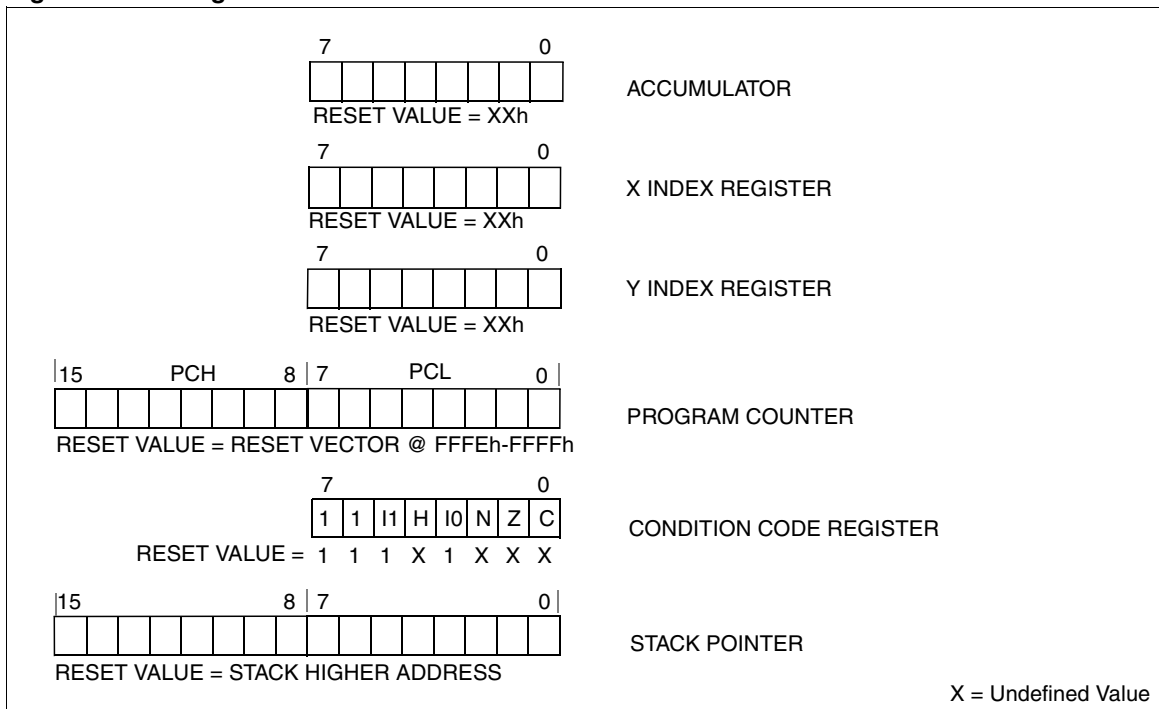 7 0
ACCUMULATOR
RESET VALUE = XXh
7 0
X INDEX REGISTER
RESET VALUE = XXh
7 0
Y INDEX REGISTER
RESET VALUE = XXh
15 PCH 8 7 PCL 0
PROGRAM COUNTER
RESET VALUE = RESET VECTOR @ FFFEh-FFFFh
7 0
1 1 I1 H I0 N Z C
CONDITION CODE REGISTER
RESET VALUE = 1 1 1 X 1 X X X
15 8 7 0
STACK POINTER
RESET VALUE = STACK HIGHER ADDRESS
X = Undefined Value